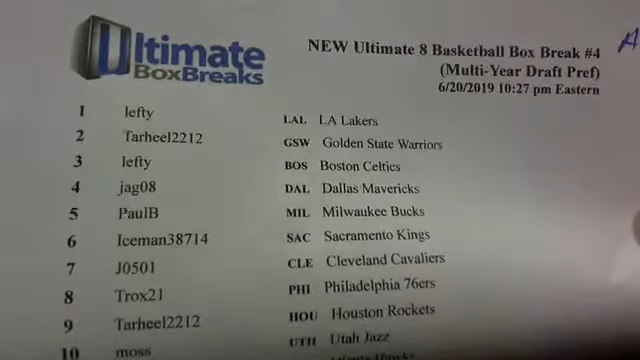 Ultimate
BoxBreaks
NEW Ultimate 8 Basketball Box Break #4
(Multi-Year Draft Pref)
6/20/2019 10:27 pm Eastern
1 lefty LAL LA Lakers
2 Tarheel2212 GSW Golden State Warriors
3 lefty BOS Boston Celtics
4 jag08 DAL Dallas Mavericks
5 PaulB MIL Milwaukee Bucks
6 Iceman38714 SAC Sacramento Kings
7 J0501 CLE Cleveland Cavaliers
8 Trox21 PHI Philadelphia 76ers
9 Tarheel2212 HOU Houston Rockets
10 moss UTH Utah Jazz